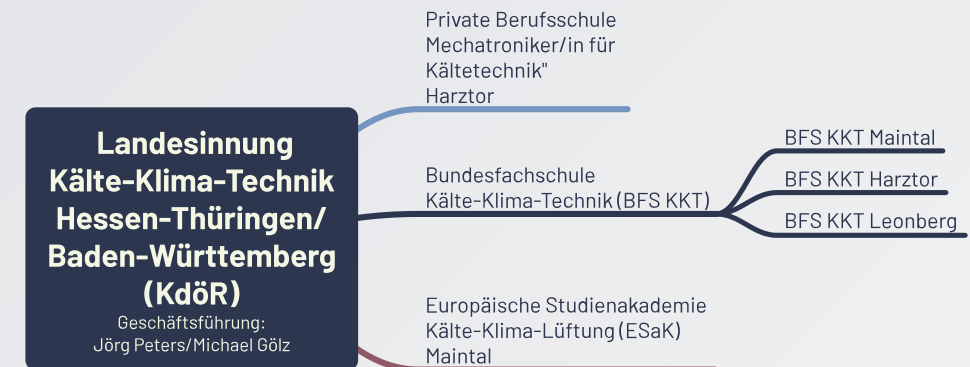 Landesinnung
Kälte-Klima-Technik
Hessen-Thüringen/
Baden-Württemberg
(KdöR)
Geschäftsführung:
Jörg Peters/Michael Gölz
Private Berufsschule
Mechatroniker/in für
Kältetechnik"
Harztor
Bundesfachschule
Kälte-Klima-Technik (BFS KKT)
BFS KKT Maintal
BFS KKT Harztor
BFS KKT Leonberg
Europäische Studienakademie
Kälte-Klima-Lüftung (ESaK)
Maintal